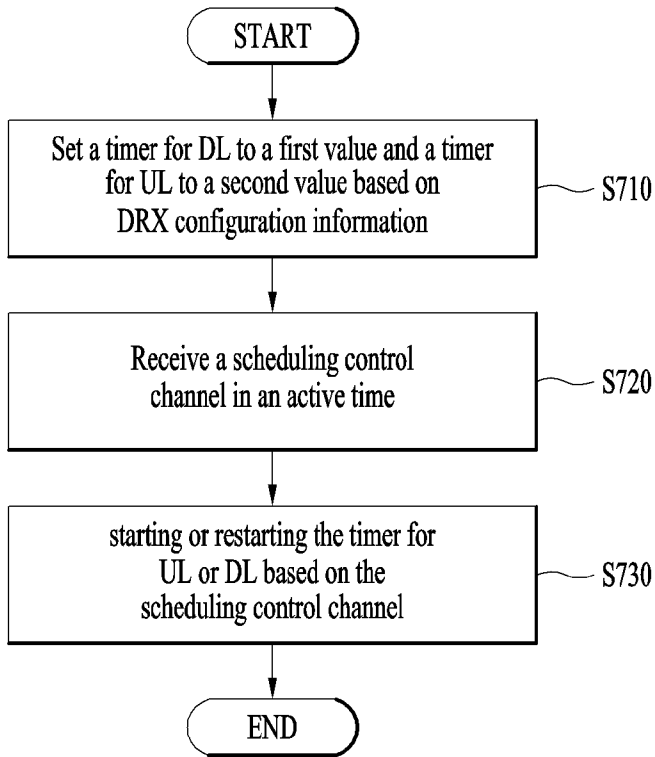 START
Set a timer for DL to a first value and a timer
for UL to a second value based on
DRX configuration information
S710
Receive a scheduling control
channel in an active time
S720
starting or restarting the timer for
UL or DL based on the
scheduling control channel
S730
END